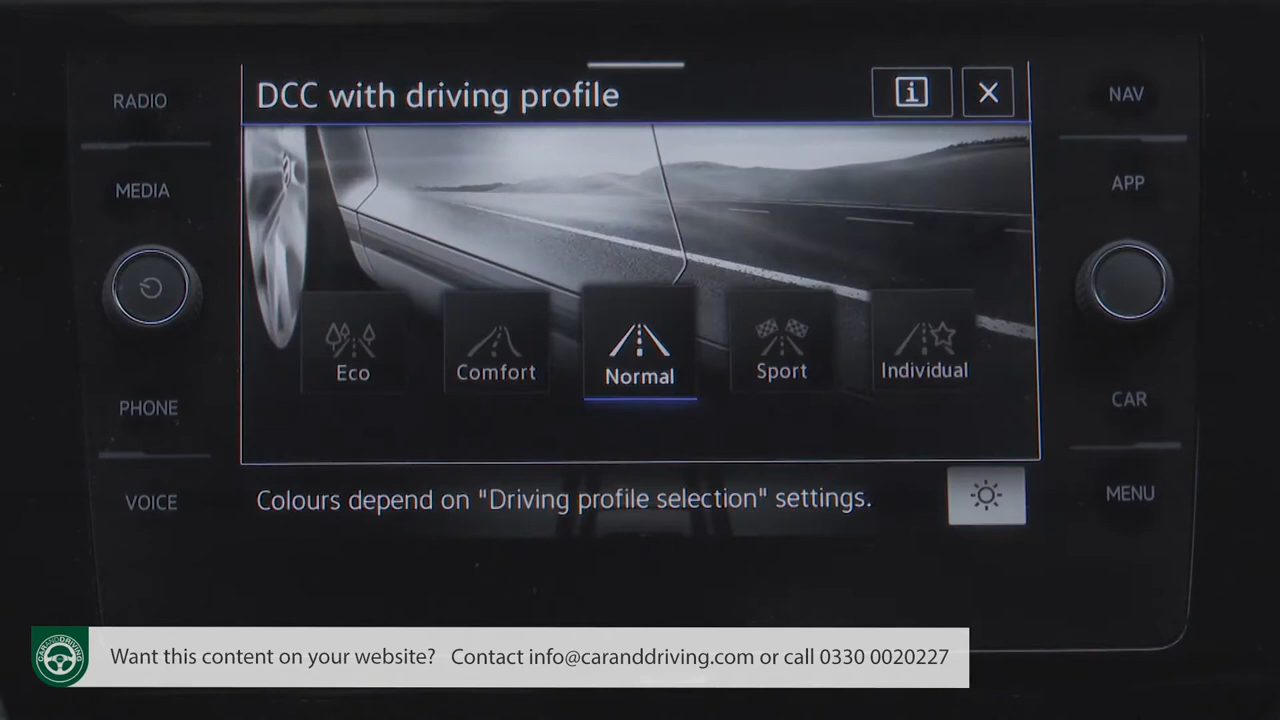 RADIO
MEDIA
PHONE
VOICE
DCC with driving profile
i
Eco
Comfort
Normal
Sport
Individual
Colours depend on "Driving profile selection" settings.
NAV
APP
CAR
MENU
CARANDDRIVING
Want this content on your website? Contact info@caranddriving.com or call 0330 0020227